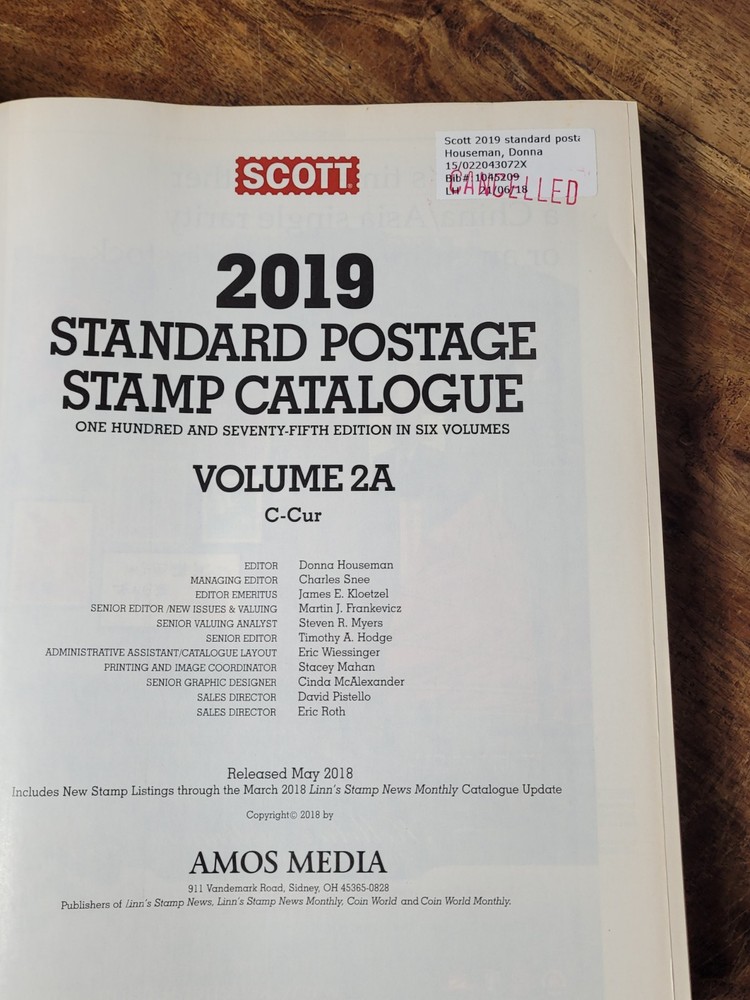 SCOTT
Scott 2019 standard posta
Houseman, Donna
15/022043072X
Bib# 1045209
LH 21/06/18
CANCELLED
2019
STANDARD POSTAGE
STAMP CATALOGUE
ONE HUNDRED AND SEVENTY-FIFTH EDITION IN SIX VOLUMES
VOLUME 2A
C-Cur
EDITOR Donna Houseman
MANAGING EDITOR Charles Snee
EDITOR EMERITUS James E. Kloetzel
SENIOR EDITOR /NEW ISSUES & VALUING Martin J. Frankevicz
SENIOR VALUING ANALYST Steven R. Myers
SENIOR EDITOR Timothy A. Hodge
ADMINISTRATIVE ASSISTANT/CATALOGUE LAYOUT Eric Wiessinger
PRINTING AND IMAGE COORDINATOR Stacey Mahan
SENIOR GRAPHIC DESIGNER Cinda McAlexander
SALES DIRECTOR David Pistello
SALES DIRECTOR Eric Roth
Released May 2018
Includes New Stamp Listings through the March 2018 Linn's Stamp News Monthly Catalogue Update
Copyright© 2018 by
AMOS MEDIA
911 Vandemark Road, Sidney, OH 45365-0828
Publishers of Linn's Stamp News, Linn's Stamp News Monthly, Coin World and Coin World Monthly.